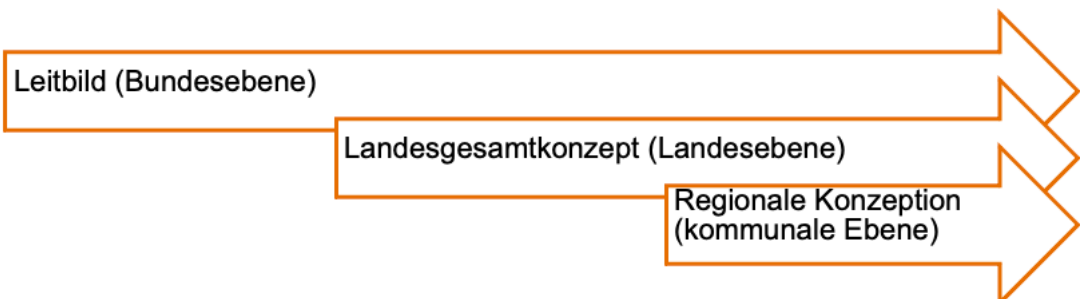 Leitbild (Bundesebene)
Landesgesamtkonzept (Landesebene)
Regionale Konzeption
(kommunale Ebene)